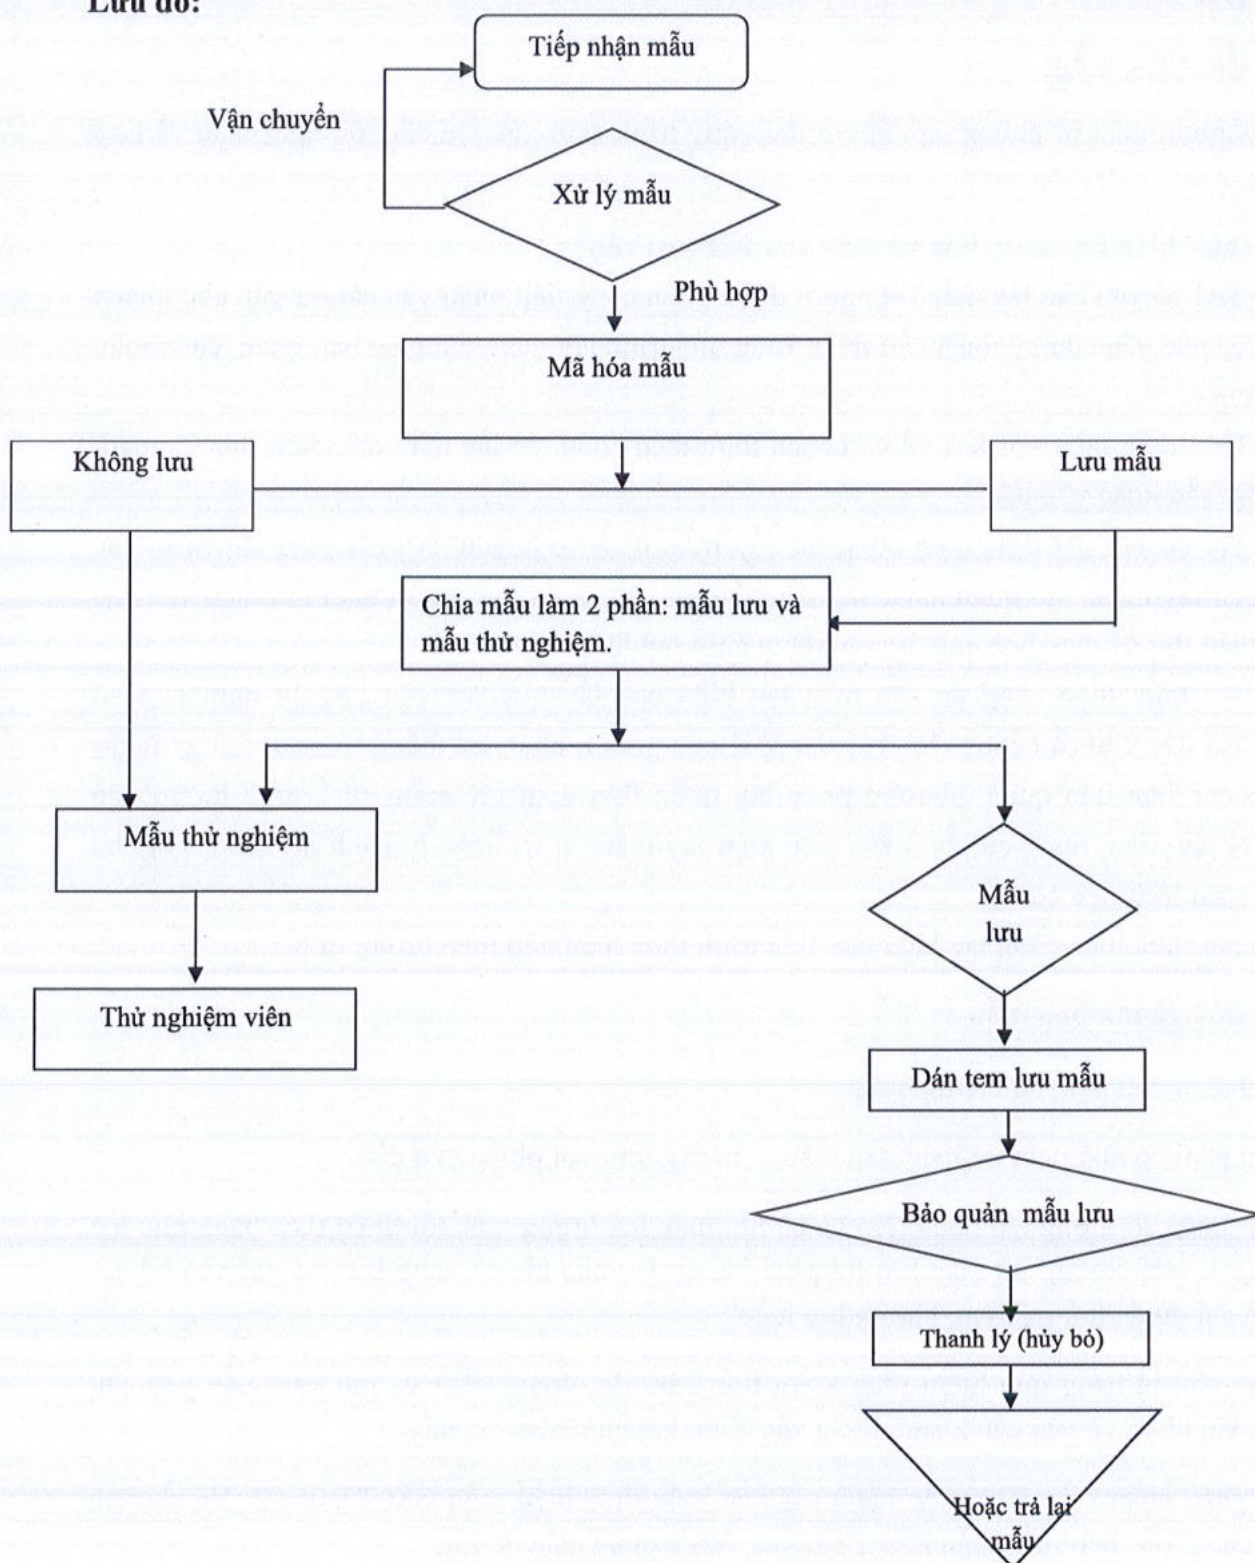 Lưu đồ:
Tiếp nhận mẫu
Vận chuyển
Xử lý mẫu
Phù hợp
Mã hóa mẫu
Không lưu
Lưu mẫu
Chia mẫu làm 2 phần: mẫu lưu và
mẫu thử nghiệm.
Mẫu thử nghiệm
Mẫu
lưu
Thử nghiệm viên
Dán tem lưu mẫu
Bảo quản mẫu lưu
Thanh lý (hủy bỏ)
Hoặc trả lại
mẫu